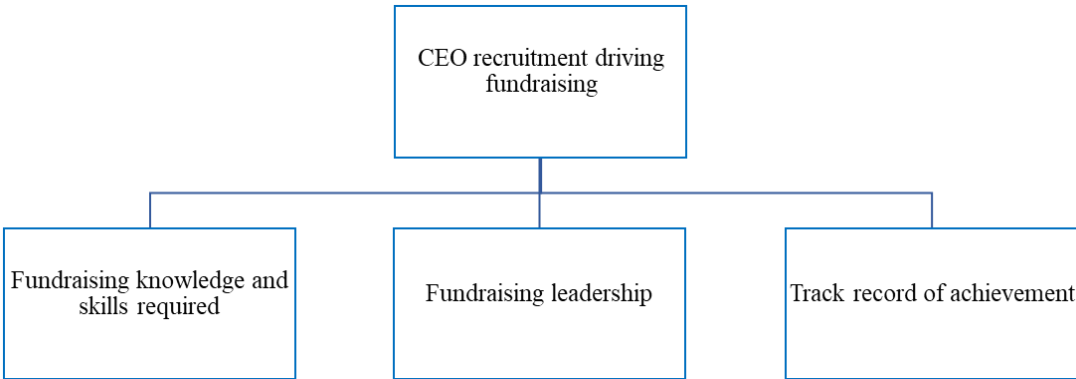 CEO recruitment driving
fundraising
Fundraising knowledge and
skills required
Fundraising leadership
Track record of achievement